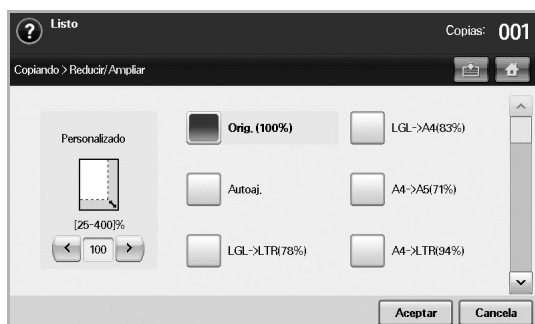 ? Listo
Copias: 001
Copiando > Reducir/Ampliar
Personalizado
[25-400]%
< 100 >
Orig. (100%)
LGL->A4(83%)
Autoaj.
A4->A5(71%)
LGL->LTR(78%)
A4->LTR(94%)
Aceptar
Cancela